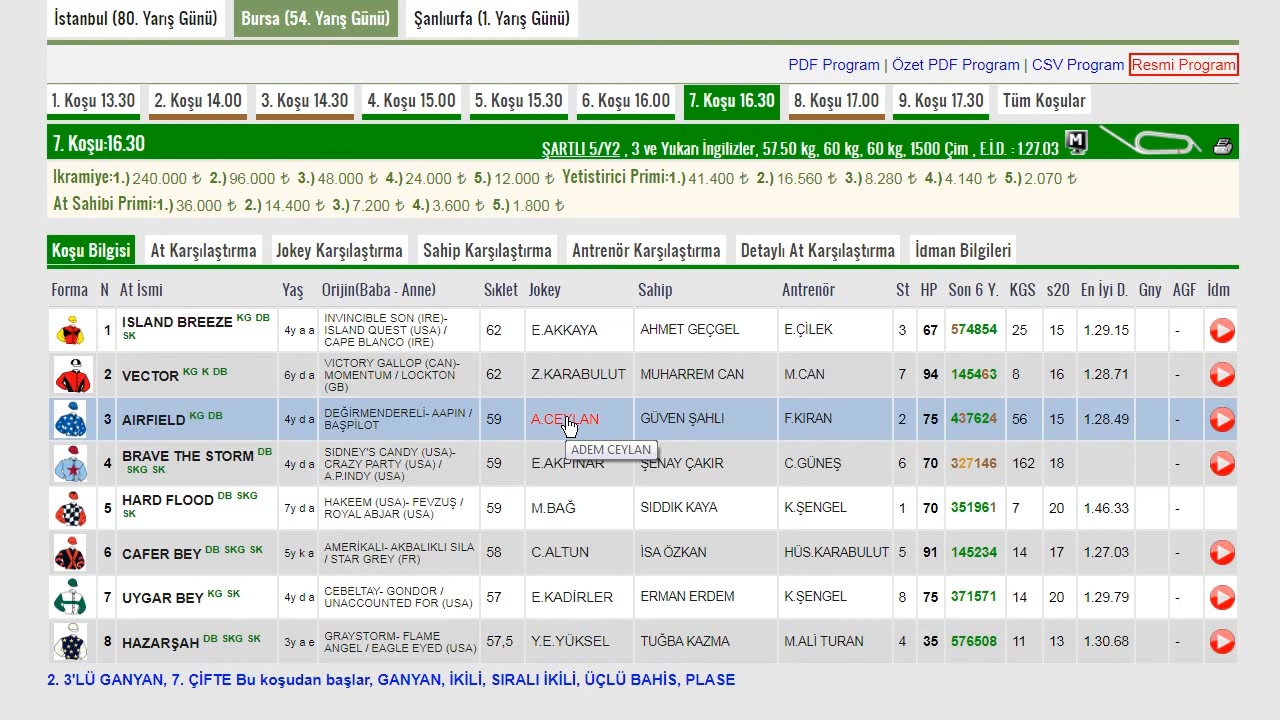 İstanbul (80. Yarış Günü) Bursa (54. Yarış Günü) Şanlıurfa (1. Yarış Günü)
PDF Program | Özet PDF Program | CSV Program Resmi Program
1. Koşu 13.30 2. Koşu 14.00 3. Koşu 14.30 4. Koşu 15.00 5. Koşu 15.30 6. Koşu 16.00 7. Koşu 16.30 8. Koşu 17.00 9. Koşu 17.30 Tüm Koşular
7. Koşu:16.30 ŞARTLI 5/Y2 , 3 ve Yukarı İngilizler, 57.50 kg, 60 kg, 60 kg, 1500 Çim , E.İ.D. : 1.27.03 M
Ikramiye:1.) 240.000 ₺ 2.) 96.000 ₺ 3.) 48.000 ₺ 4.) 24.000 ₺ 5.) 12.000 ₺ Yetistirici Primi:1.) 41.400 ₺ 2.) 16.560 ₺ 3.) 8.280 ₺ 4.) 4.140 ₺ 5.) 2.070 ₺
At Sahibi Primi:1.) 36.000 ₺ 2.) 14.400 ₺ 3.) 7.200 ₺ 4.) 3.600 ₺ 5.) 1.800 ₺
Koşu Bilgisi At Karşılaştırma Jokey Karşılaştırma Sahip Karşılaştırma Antrenör Karşılaştırma Detaylı At Karşılaştırma İdman Bilgileri
Forma N At İsmi Yaş Orijin(Baba - Anne) Sıklet Jokey Sahip Antrenör St HP Son 6 Y. KGS s20 En İyi D. Gny AGF İdm
1 ISLAND BREEZE KG DB SK 4y a a INVINCIBLE SON (IRE)- ISLAND QUEST (USA) / CAPE BLANCO (IRE) 62 E.AKKAYA AHMET GEÇGEL E.ÇİLEK 3 67 574854 25 15 1.29.15 -
2 VECTOR KG K DB 6y d a VICTORY GALLOP (CAN)- MOMENTUM / LOCKTON (GB) 62 Z.KARABULUT MUHARREM CAN M.CAN 7 94 145463 8 16 1.28.71 -
3 AIRFIELD KG DB 4y d a DEĞİRMENDERELİ- AAPIN / BAŞPİLOT 59 A.CEYLAN GÜVEN ŞAHLI F.KIRAN 2 75 437624 56 15 1.28.49 -
ADEM CEYLAN
4 BRAVE THE STORM DB SKG SK 4y d a SIDNEY'S CANDY (USA)- CRAZY PARTY (USA) / A.P.INDY (USA) 59 E.AKPINAR ŞENAY ÇAKIR C.GÜNEŞ 6 70 327146 162 18 -
5 HARD FLOOD DB SKG SK 7y d a HAKEEM (USA)- FEVZUŞ / ROYAL ABJAR (USA) 59 M.BAĞ SIDDIK KAYA K.ŞENGEL 1 70 351961 7 20 1.46.33 -
6 CAFER BEY DB SKG SK 5y k a AMERİKALI- AKBALIKLI SILA / STAR GREY (FR) 58 C.ALTUN İSA ÖZKAN HÜS.KARABULUT 5 91 145234 14 17 1.27.03 -
7 UYGAR BEY KG SK 4y d a CEBELTAY- GONDOR / UNACCOUNTED FOR (USA) 57 E.KADİRLER ERMAN ERDEM K.ŞENGEL 8 75 371571 14 20 1.29.79 -
8 HAZARŞAH DB SKG SK 3y a e GRAYSTORM- FLAME ANGEL / EAGLE EYED (USA) 57,5 Y.E.YÜKSEL TUĞBA KAZMA M.ALİ TURAN 4 35 576508 11 13 1.30.68 -
2. 3'LÜ GANYAN, 7. ÇİFTE Bu koşudan başlar, GANYAN, İKİLİ, SIRALI İKİLİ, ÜÇLÜ BAHİS, PLASE